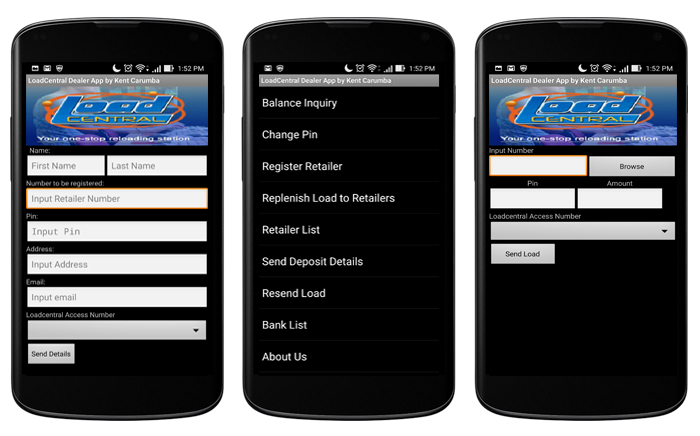 1:52 PM
LoadCentral Dealer App by Kent Carumba
Load
CENTRAL
Your one-stop reloading station
Name:
First Name Last Name
Number to be registered:
Input Retailer Number
Pin:
Input Pin
Address:
Input Address
Email:
Input email
Loadcentral Access Number
Send Details
1:52 PM
LoadCentral Dealer App by Kent Carumba
Balance Inquiry
Change Pin
Register Retailer
Replenish Load to Retailers
Retailer List
Send Deposit Details
Resend Load
Bank List
About Us
1:52 PM
LoadCentral Dealer App by Kent Carumba
Load
CENTRAL
Your one-stop reloading station
Input Number
Browse
Pin Amount
Loadcentral Access Number
Send Load